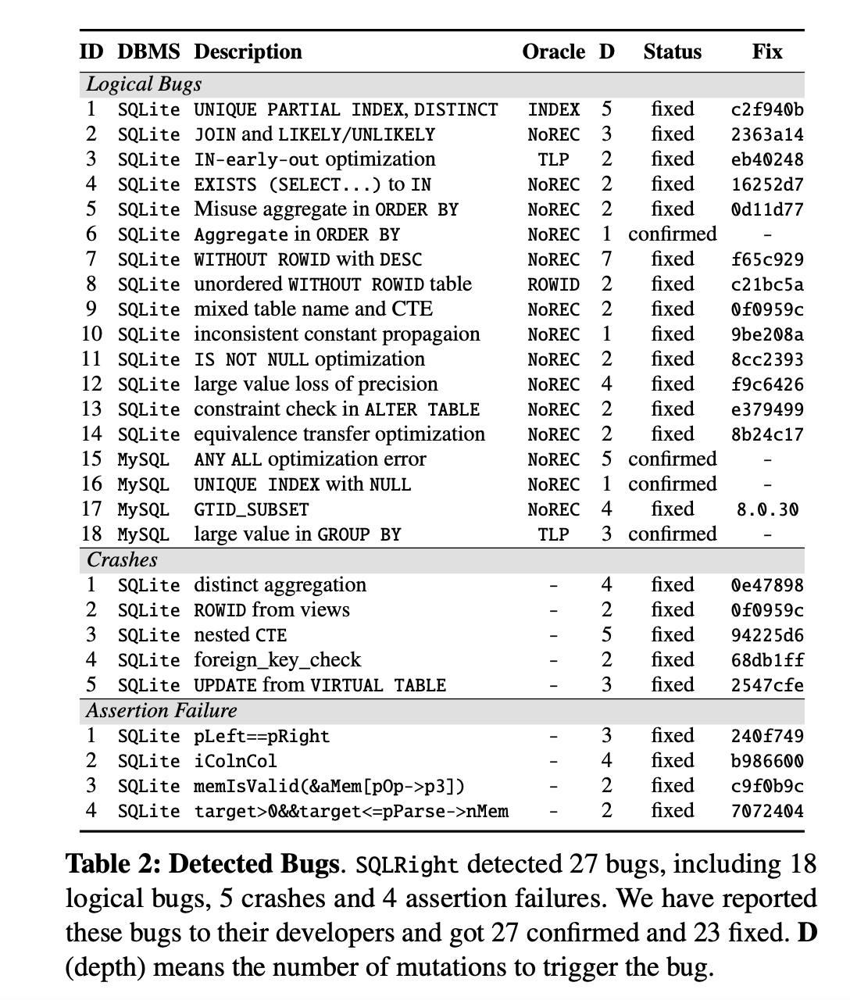 ID DBMS Description Oracle D Status Fix
Logical Bugs
1 SQLite UNIQUE PARTIAL INDEX, DISTINCT INDEX 5 fixed c2f940b
2 SQLite JOIN and LIKELY/UNLIKELY NoREC 3 fixed 2363a14
3 SQLite IN-early-out optimization TLP 2 fixed eb40248
4 SQLite EXISTS (SELECT...) to IN NoREC 2 fixed 16252d7
5 SQLite Misuse aggregate in ORDER BY NoREC 2 fixed 0d11d77
6 SQLite Aggregate in ORDER BY NoREC 1 confirmed -
7 SQLite WITHOUT ROWID with DESC NoREC 7 fixed f65c929
8 SQLite unordered WITHOUT ROWID table ROWID 2 fixed c21bc5a
9 SQLite mixed table name and CTE NoREC 2 fixed 0f0959c
10 SQLite inconsistent constant propagaion NoREC 1 fixed 9be208a
11 SQLite IS NOT NULL optimization NoREC 2 fixed 8cc2393
12 SQLite large value loss of precision NoREC 4 fixed f9c6426
13 SQLite constraint check in ALTER TABLE NoREC 2 fixed e379499
14 SQLite equivalence transfer optimization NoREC 2 fixed 8b24c17
15 MySQL ANY ALL optimization error NoREC 5 confirmed -
16 MySQL UNIQUE INDEX with NULL NoREC 1 confirmed -
17 MySQL GTID_SUBSET NoREC 4 fixed 8.0.30
18 MySQL large value in GROUP BY TLP 3 confirmed -
Crashes
1 SQLite distinct aggregation - 4 fixed 0e47898
2 SQLite ROWID from views - 2 fixed 0f0959c
3 SQLite nested CTE - 5 fixed 94225d6
4 SQLite foreign_key_check - 2 fixed 68db1ff
5 SQLite UPDATE from VIRTUAL TABLE - 3 fixed 2547cfe
Assertion Failure
1 SQLite pLeft==pRight - 3 fixed 240f749
2 SQLite iColnCol - 4 fixed b986600
3 SQLite memIsValid(&aMem[pOp->p3]) - 2 fixed c9f0b9c
4 SQLite target>0&&target<=pParse->nMem - 2 fixed 7072404
Table 2: Detected Bugs. SQLRight detected 27 bugs, including 18
logical bugs, 5 crashes and 4 assertion failures. We have reported
these bugs to their developers and got 27 confirmed and 23 fixed. D
(depth) means the number of mutations to trigger the bug.